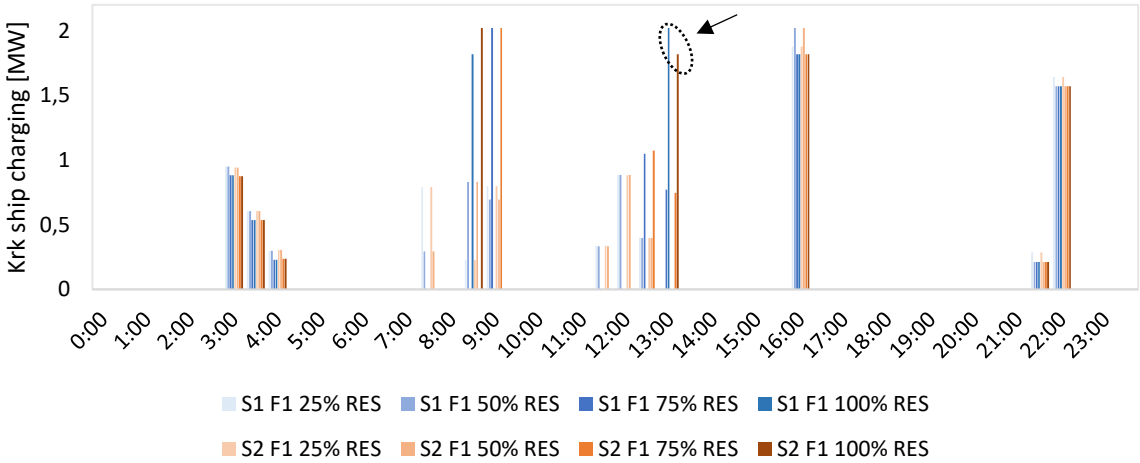 Krk ship charging [MW]
2
1,5
1
0,5
0
0:00 1:00 2:00 3:00 4:00 5:00 6:00 7:00 8:00 9:00 10:00 11:00 12:00 13:00 14:00 15:00 16:00 17:00 18:00 19:00 20:00 21:00 22:00 23:00
S1 F1 25% RES S1 F1 50% RES S1 F1 75% RES S1 F1 100% RES
S2 F1 25% RES S2 F1 50% RES S2 F1 75% RES S2 F1 100% RES